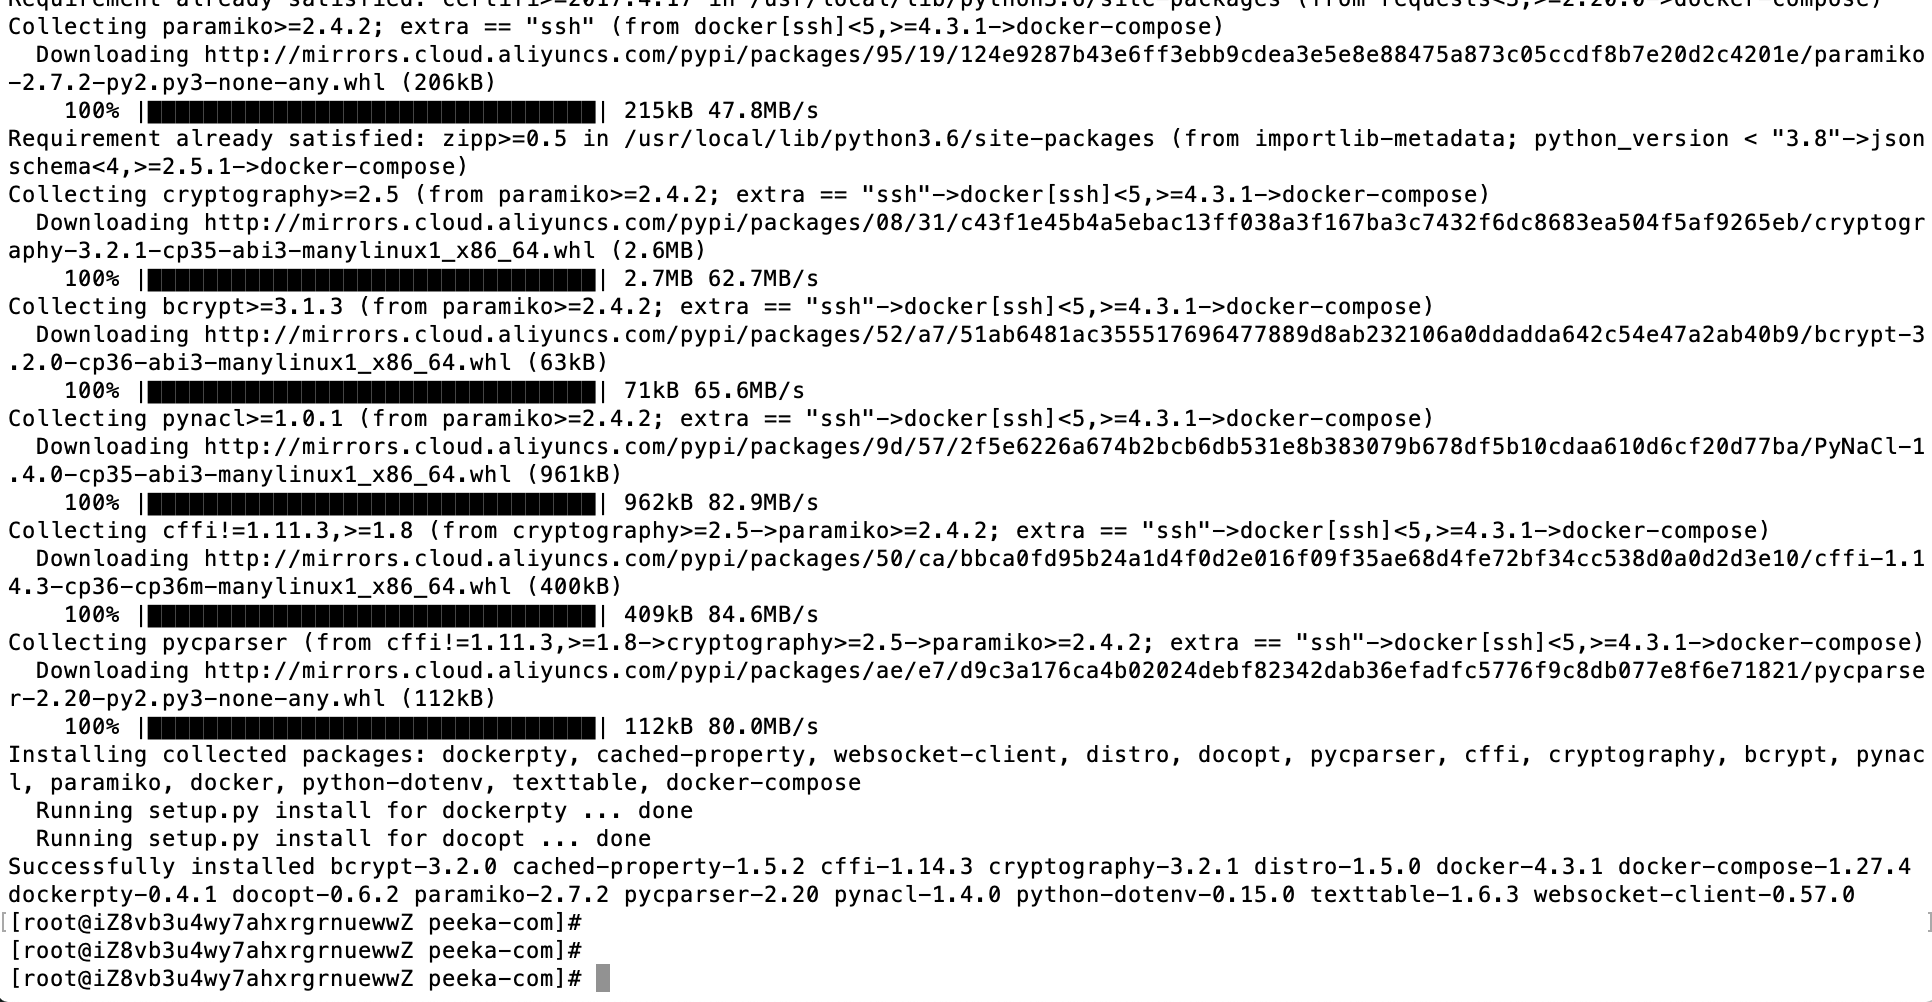 Requirement already satisfied: certifi>=2017.4.17 in /usr/local/lib/python3.6/site-packages (from requests<3,>=2.20.0->docker-compose)
Collecting paramiko>=2.4.2; extra == "ssh" (from docker[ssh]<5,>=4.3.1->docker-compose)
  Downloading http://mirrors.cloud.aliyuncs.com/pypi/packages/95/19/124e9287b43e6ff3ebb9cdea3e5e8e88475a873c05ccdf8b7e20d2c4201e/paramiko
-2.7.2-py2.py3-none-any.whl (206kB)
    100% |████████████████████████████████| 215kB 47.8MB/s
Requirement already satisfied: zipp>=0.5 in /usr/local/lib/python3.6/site-packages (from importlib-metadata; python_version < "3.8"->json
schema<4,>=2.5.1->docker-compose)
Collecting cryptography>=2.5 (from paramiko>=2.4.2; extra == "ssh"->docker[ssh]<5,>=4.3.1->docker-compose)
  Downloading http://mirrors.cloud.aliyuncs.com/pypi/packages/08/31/c43f1e45b4a5ebac13ff038a3f167ba3c7432f6dc8683ea504f5af9265eb/cryptogr
aphy-3.2.1-cp35-abi3-manylinux1_x86_64.whl (2.6MB)
    100% |████████████████████████████████| 2.7MB 62.7MB/s
Collecting bcrypt>=3.1.3 (from paramiko>=2.4.2; extra == "ssh"->docker[ssh]<5,>=4.3.1->docker-compose)
  Downloading http://mirrors.cloud.aliyuncs.com/pypi/packages/52/a7/51ab6481ac355517696477889d8ab232106a0ddadda642c54e47a2ab40b9/bcrypt-3
.2.0-cp36-abi3-manylinux1_x86_64.whl (63kB)
    100% |████████████████████████████████| 71kB 65.6MB/s
Collecting pynacl>=1.0.1 (from paramiko>=2.4.2; extra == "ssh"->docker[ssh]<5,>=4.3.1->docker-compose)
  Downloading http://mirrors.cloud.aliyuncs.com/pypi/packages/9d/57/2f5e6226a674b2bcb6db531e8b383079b678df5b10cdaa610d6cf20d77ba/PyNaCl-1
.4.0-cp35-abi3-manylinux1_x86_64.whl (961kB)
    100% |████████████████████████████████| 962kB 82.9MB/s
Collecting cffi!=1.11.3,>=1.8 (from cryptography>=2.5->paramiko>=2.4.2; extra == "ssh"->docker[ssh]<5,>=4.3.1->docker-compose)
  Downloading http://mirrors.cloud.aliyuncs.com/pypi/packages/50/ca/bbca0fd95b24a1d4f0d2e016f09f35ae68d4fe72bf34cc538d0a0d2d3e10/cffi-1.1
4.3-cp36-cp36m-manylinux1_x86_64.whl (400kB)
    100% |████████████████████████████████| 409kB 84.6MB/s
Collecting pycparser (from cffi!=1.11.3,>=1.8->cryptography>=2.5->paramiko>=2.4.2; extra == "ssh"->docker[ssh]<5,>=4.3.1->docker-compose)
  Downloading http://mirrors.cloud.aliyuncs.com/pypi/packages/ae/e7/d9c3a176ca4b02024debf82342dab36efadfc5776f9c8db077e8f6e71821/pycparse
r-2.20-py2.py3-none-any.whl (112kB)
    100% |████████████████████████████████| 112kB 80.0MB/s
Installing collected packages: dockerpty, cached-property, websocket-client, distro, docopt, pycparser, cffi, cryptography, bcrypt, pynac
l, paramiko, docker, python-dotenv, texttable, docker-compose
  Running setup.py install for dockerpty ... done
  Running setup.py install for docopt ... done
Successfully installed bcrypt-3.2.0 cached-property-1.5.2 cffi-1.14.3 cryptography-3.2.1 distro-1.5.0 docker-4.3.1 docker-compose-1.27.4
dockerpty-0.4.1 docopt-0.6.2 paramiko-2.7.2 pycparser-2.20 pynacl-1.4.0 python-dotenv-0.15.0 texttable-1.6.3 websocket-client-0.57.0
[root@iZ8vb3u4wy7ahxrgrnuewwZ peeka-com]#
[root@iZ8vb3u4wy7ahxrgrnuewwZ peeka-com]#
[root@iZ8vb3u4wy7ahxrgrnuewwZ peeka-com]#